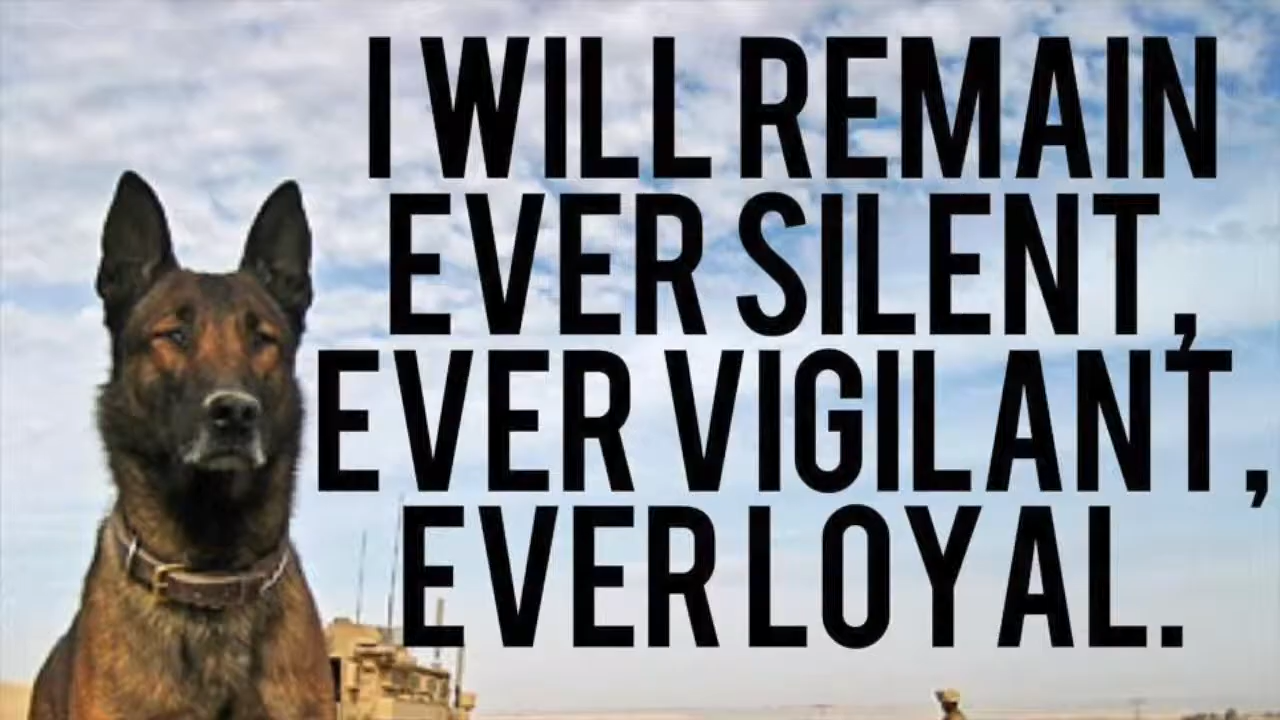 I WILL REMAIN
EVER SILENT,
EVER VIGILANT,
EVER LOYAL.